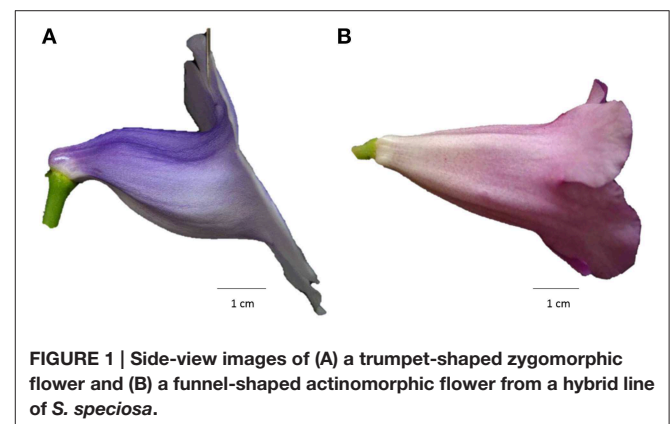 A
B
1 cm
1 cm
FIGURE 1 | Side-view images of (A) a trumpet-shaped zygomorphic
flower and (B) a funnel-shaped actinomorphic flower from a hybrid line
of S. speciosa.